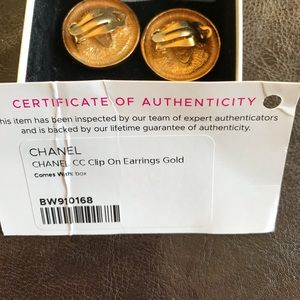 CERTIFICATE OF AUTHENTICITY
his item has been inspected by our team of expert authenticators
and is backed by our lifetime guarantee of authenticity.
CHANEL
CHANEL CC Clip On Earrings Gold
Comes With: box
BW910168